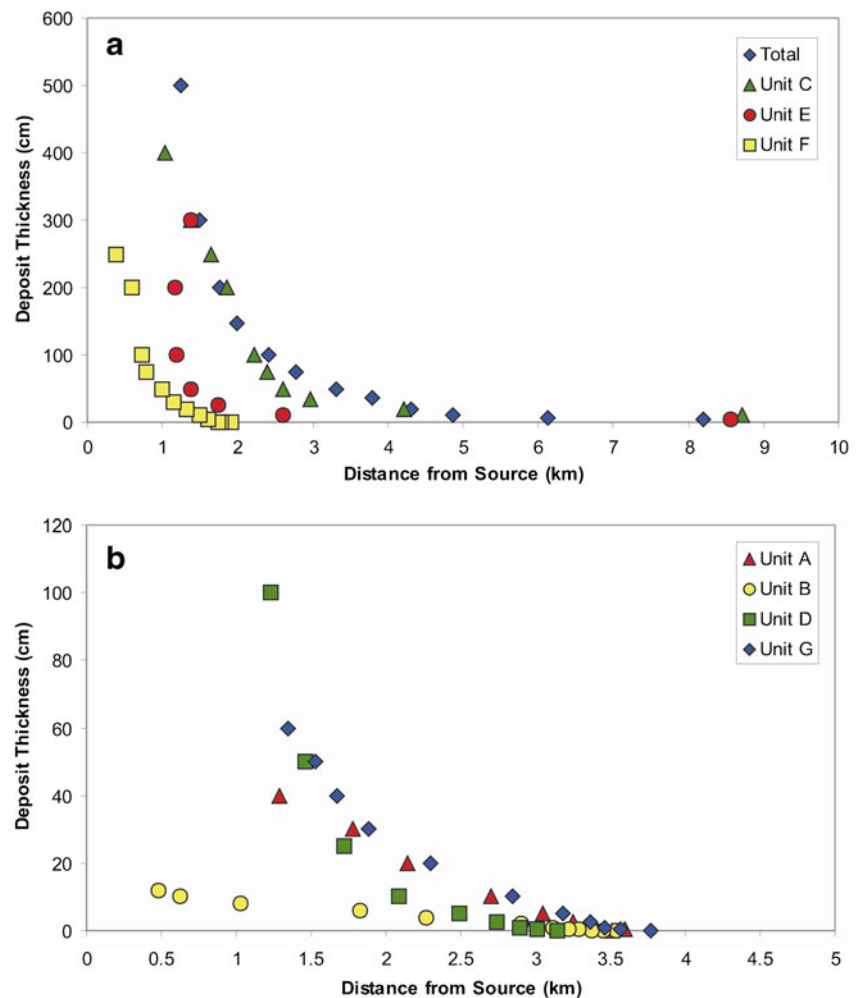 a
600
500
400
300
200
100
0
Deposit Thickness (cm)
0 1 2 3 4 5 6 7 8 9 10
Distance from Source (km)
Total
Unit C
Unit E
Unit F
b
120
100
80
60
40
20
0
Deposit Thickness (cm)
0 0.5 1 1.5 2 2.5 3 3.5 4 4.5 5
Distance from Source (km)
Unit A
Unit B
Unit D
Unit G